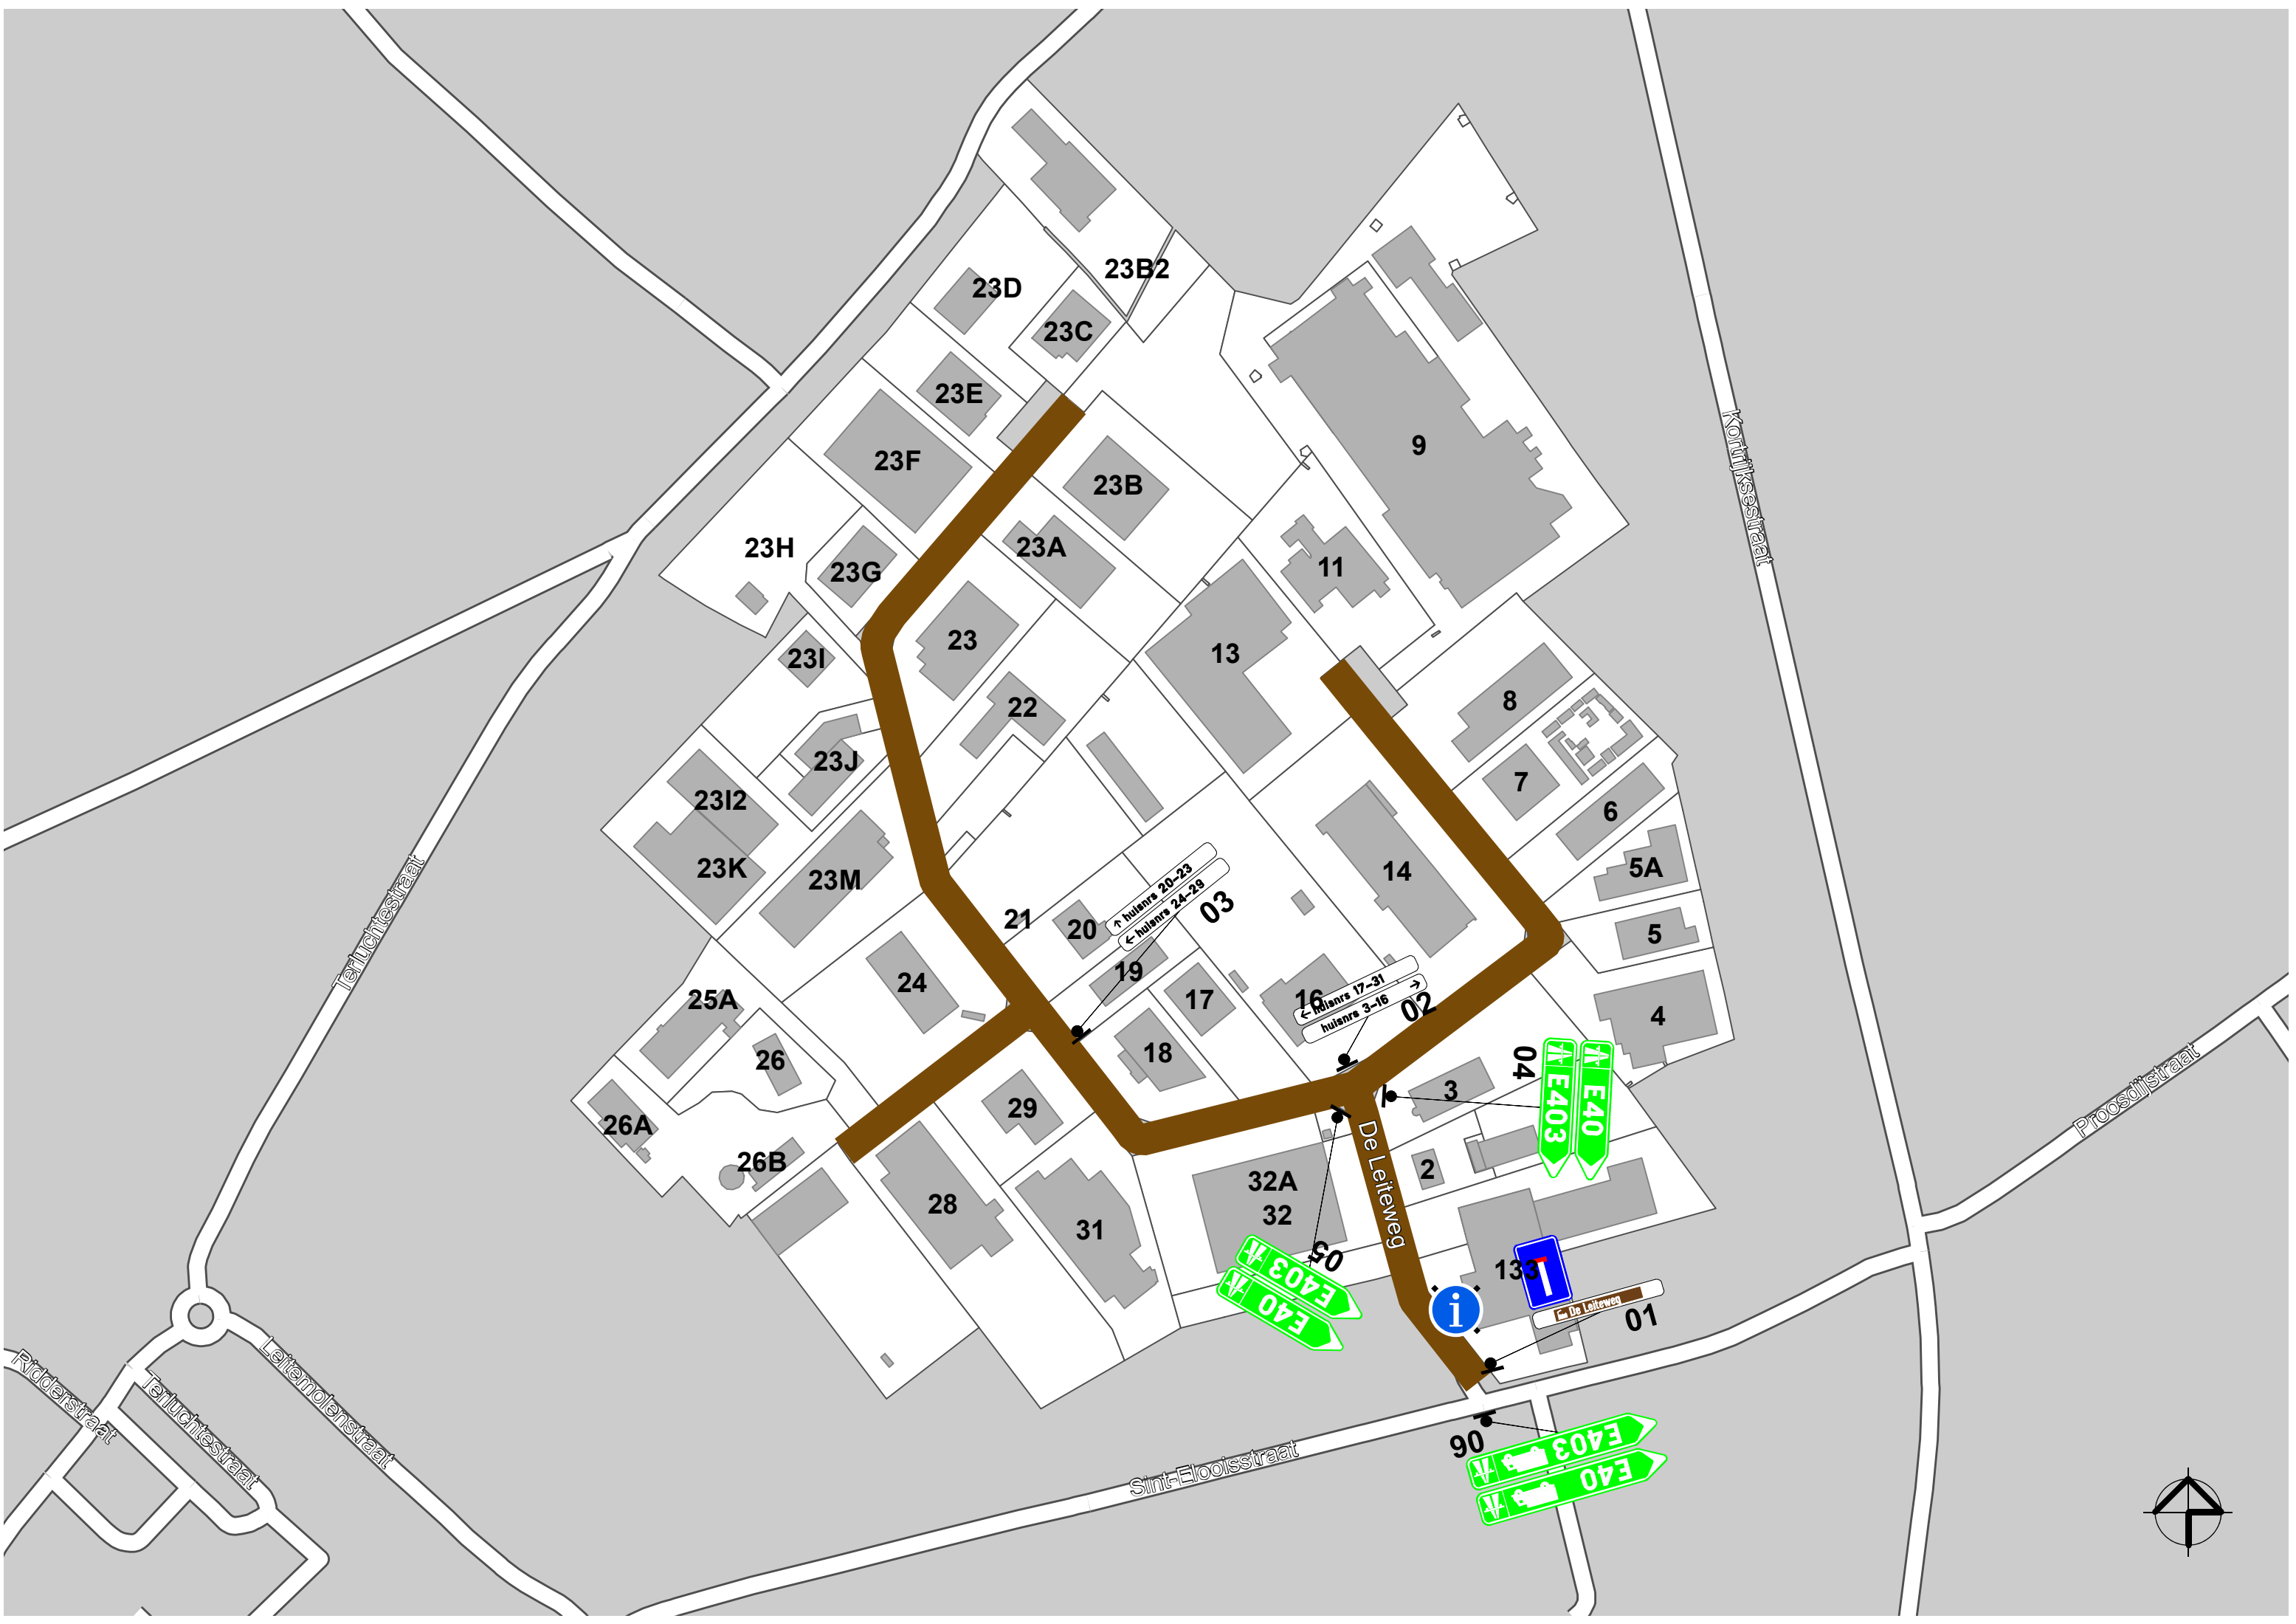 23B2
23D
23C
23E
9
Kortrijksestraat
23F
23B
23H
23A
23G
11
23
13
23I
22
8
23J
7
23I2
6
14
5A
23K
23M
↑ huisnrs 20-23
← huisnrs 24-29
03
21
20
5
19
24
25A
17
16
← huisnrs 17-31
huisnrs 3-16 →
02
4
Terluchtestraat
18
26
04
E403
E40
3
29
26A
Proosdijstraat
26B
2
De Leiteweg
32A
32
28
31
05
E403
E40
133
i
De Leiteweg
01
Ridderstraat
Terluchtestraat
Leitemolenstraat
Sint-Elooisstraat
06
E403
E40